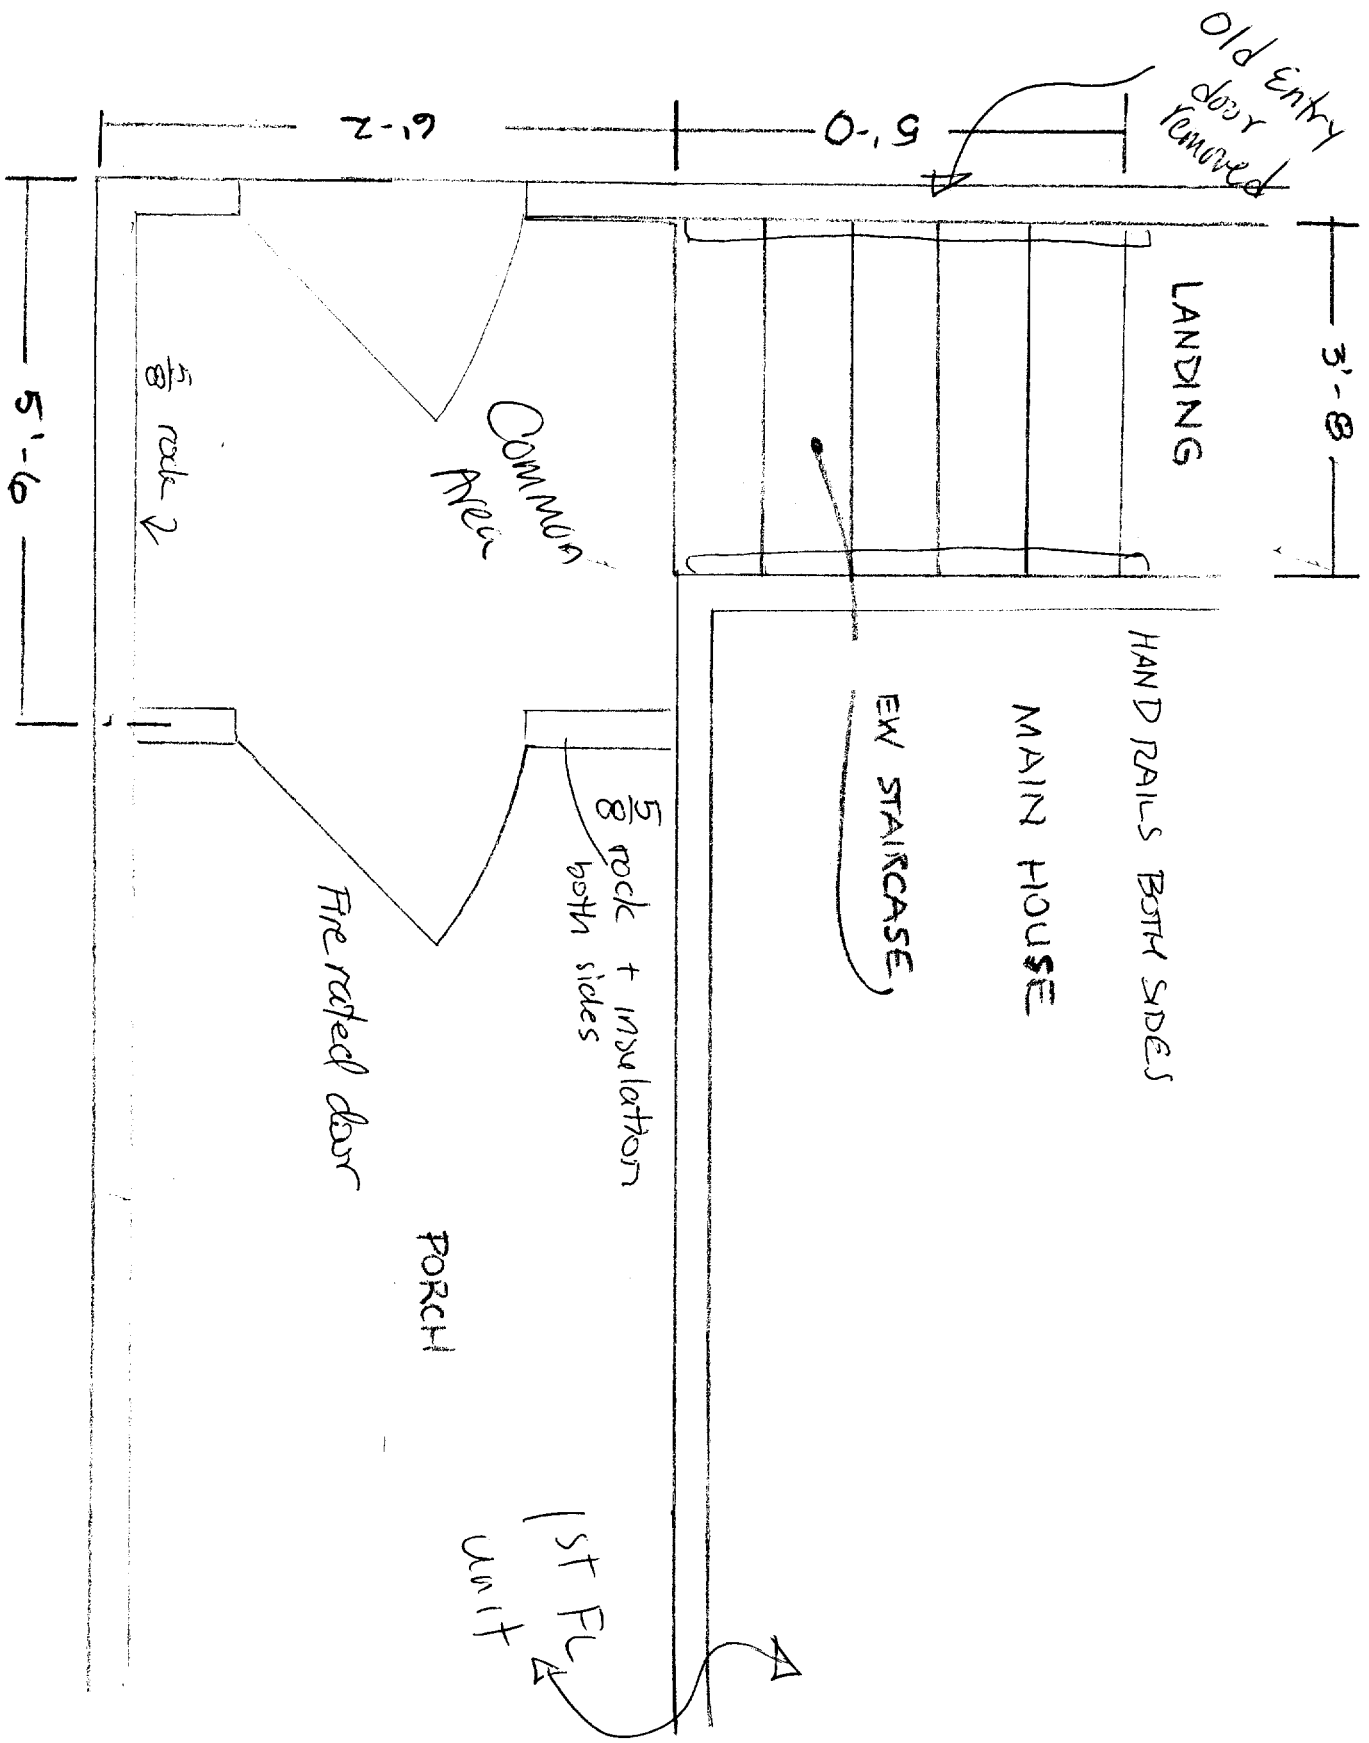 Old Entry
door
removed
6'-2
5'-0
3'-8
LANDING
5'-6
5/8 rock
Common
Area
HAND RAILS BOTH SIDES
MAIN HOUSE
EW STAIRCASE,
5/8 rock + insulation
both sides
Fire rated door
PORCH
1ST FL
unit